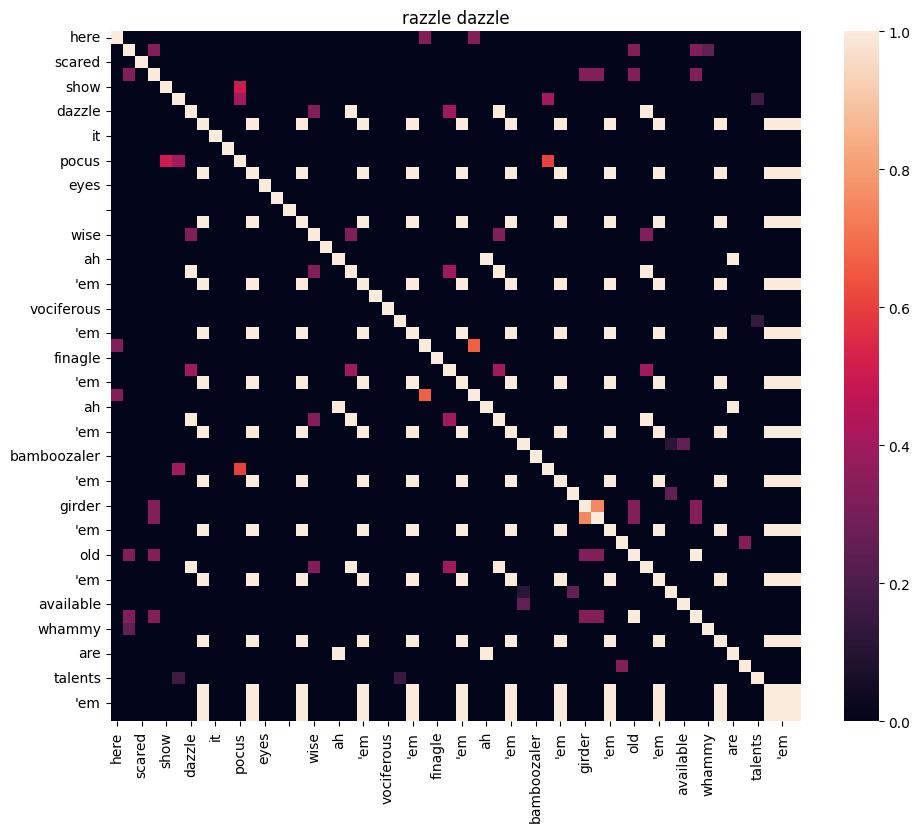 razzle dazzle
here
scared
show
dazzle
it
pocus
eyes
wise
ah
'em
vociferous
'em
finagle
'em
ah
'em
bamboozaler
'em
girder
'em
old
'em
available
whammy
are
talents
'em
1.0
0.8
0.6
0.4
0.2
0.0
here
scared
show
dazzle
it
pocus
eyes
wise
ah
'em
vociferous
'em
finagle
'em
ah
'em
bamboozaler
'em
girder
'em
old
'em
available
whammy
are
talents
'em